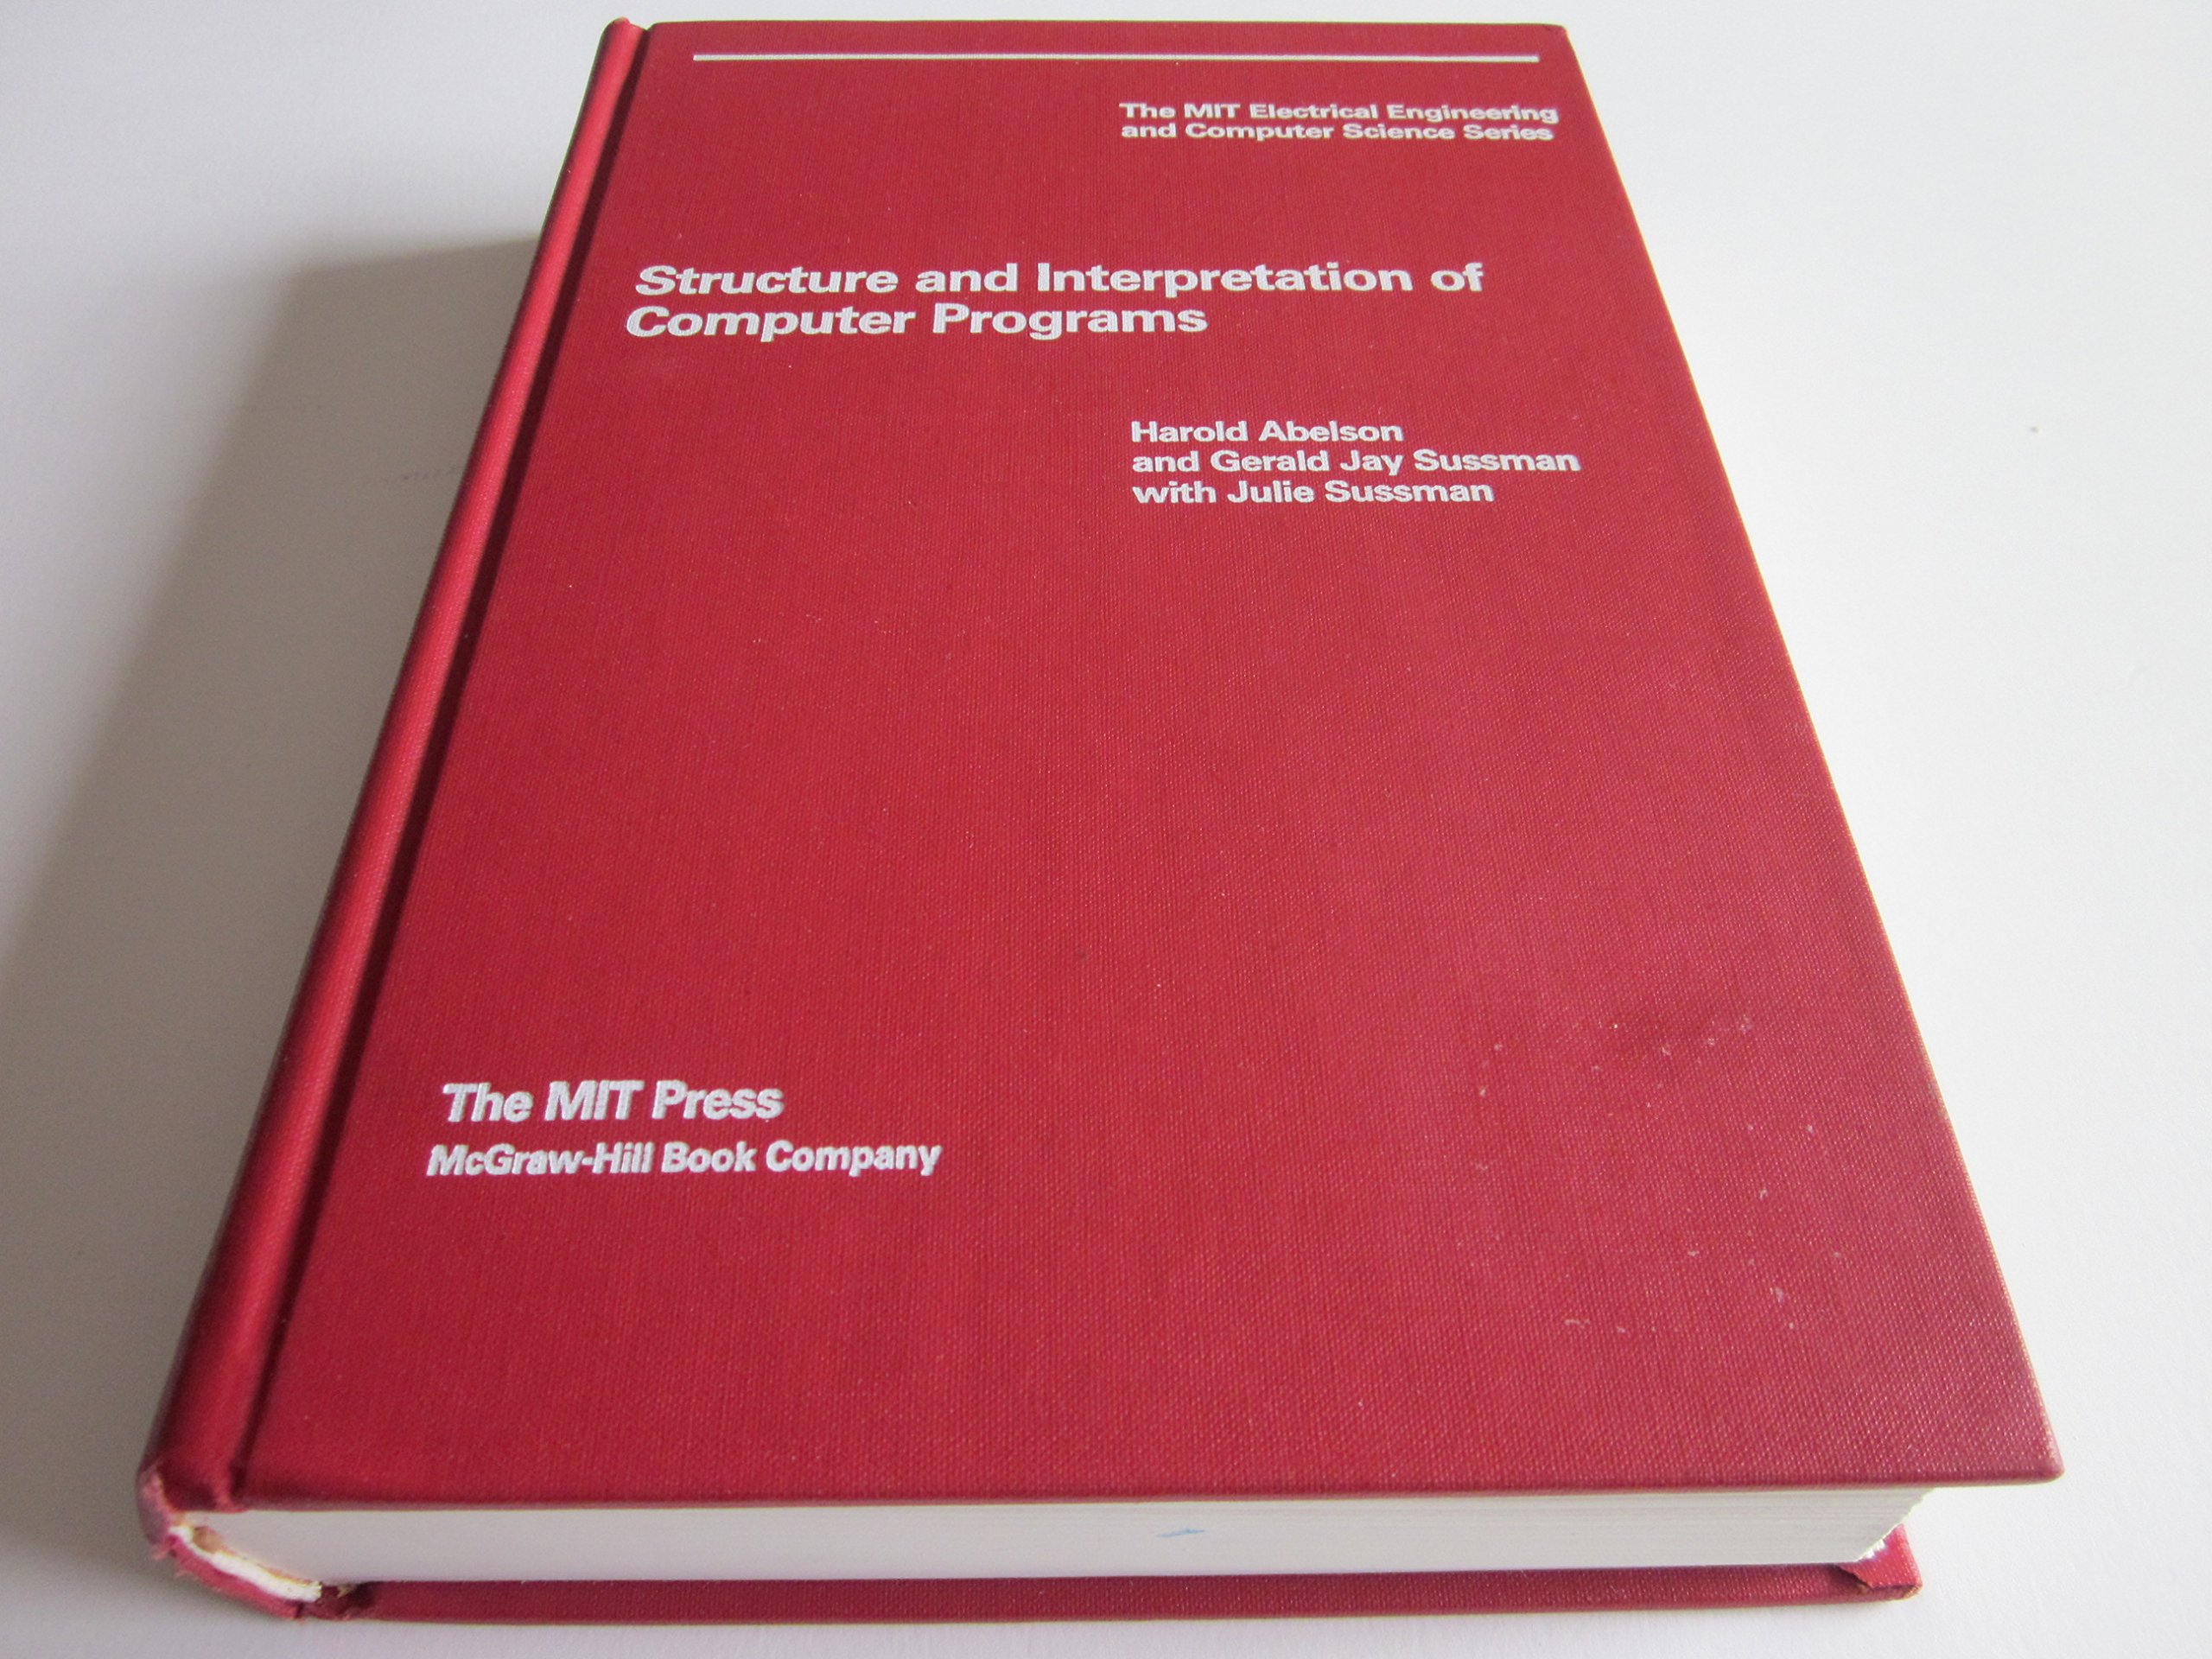 The MIT Electrical Engineering
and Computer Science Series
Structure and Interpretation of
Computer Programs
Harold Abelson
and Gerald Jay Sussman
with Julie Sussman
The MIT Press
McGraw-Hill Book Company